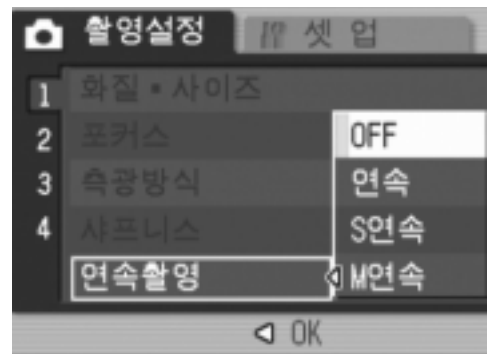 촬영설정 셋 업
1 화질•사이즈
2 포커스 OFF
3 측광방식 연속
4 샤프니스 S연속
연속촬영 M연속
OK